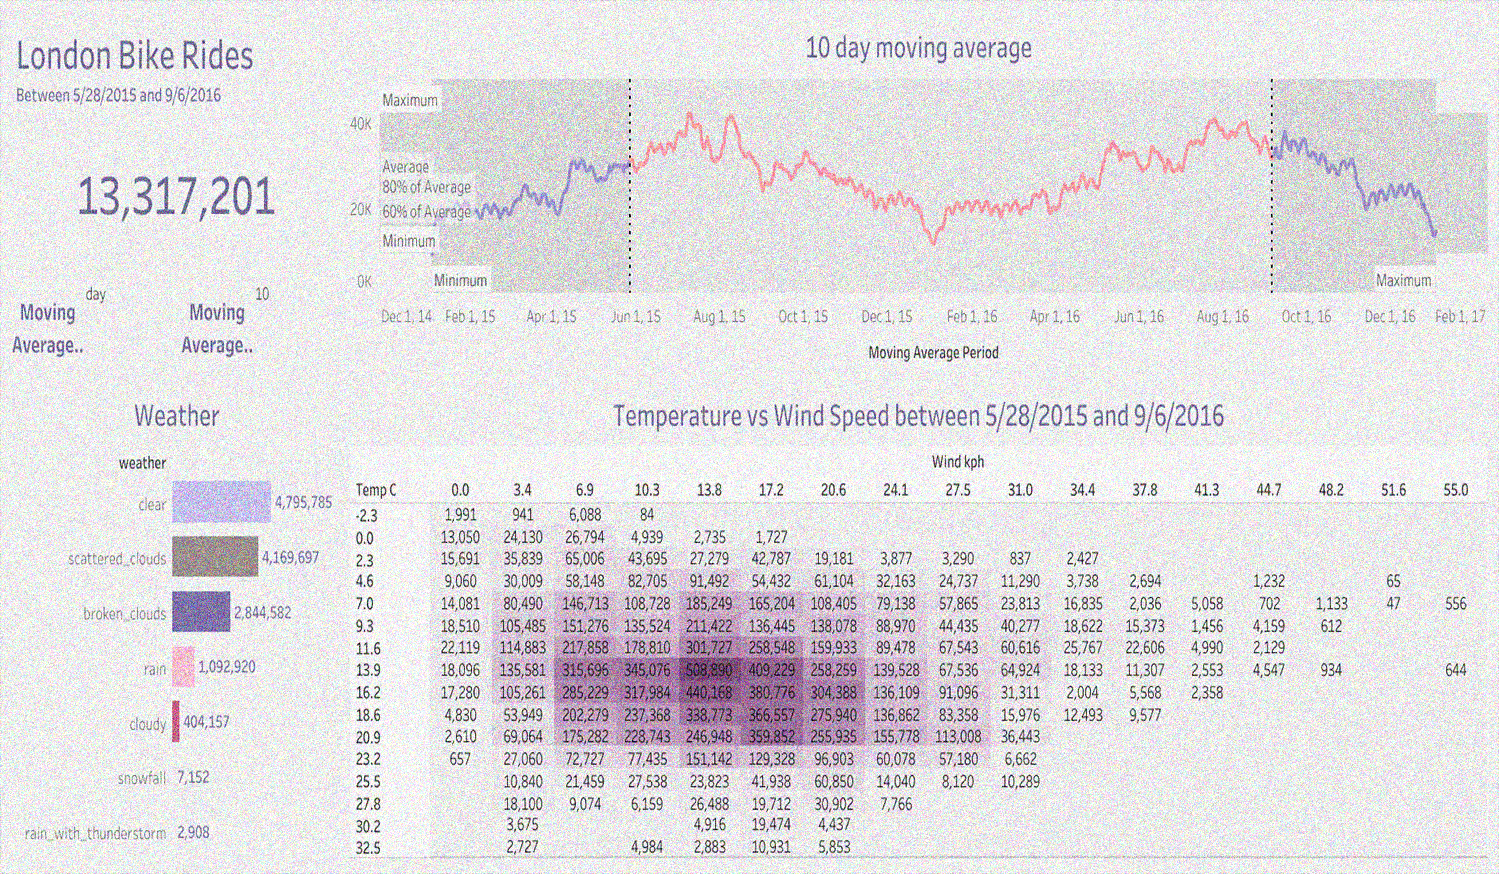 London Bike Rides
Between 5/28/2015 and 9/6/2016
13,317,201
day 10
Moving Moving
Average.. Average..
10 day moving average
Maximum
40K
Average
80% of Average
20K 60% of Average
Minimum
0K Minimum Maximum
Dec 1, 14 Feb 1, 15 Apr 1, 15 Jun 1, 15 Aug 1, 15 Oct 1, 15 Dec 1, 15 Feb 1, 16 Apr 1, 16 Jun 1, 16 Aug 1, 16 Oct 1, 16 Dec 1, 16 Feb 1, 17
Moving Average Period
Weather
weather
clear 4,795,785
scattered_clouds 4,169,697
broken_clouds 2,844,582
rain 1,092,920
cloudy 404,157
snowfall 7,152
rain_with_thunderstorm 2,908
Temperature vs Wind Speed between 5/28/2015 and 9/6/2016
Wind kph
Temp C 0.0 3.4 6.9 10.3 13.8 17.2 20.6 24.1 27.5 31.0 34.4 37.8 41.3 44.7 48.2 51.6 55.0
-2.3 1,991 941 6,088 84
0.0 13,050 24,130 26,794 4,939 2,735 1,727
2.3 15,691 35,839 65,006 43,695 27,279 42,787 19,181 3,877 3,290 837 2,427
4.6 9,060 30,009 58,148 82,705 91,492 54,432 61,104 32,163 24,737 11,290 3,738 2,694 1,232 65
7.0 14,081 80,490 146,713 108,728 185,249 165,204 108,405 79,138 57,865 23,813 16,835 2,036 5,058 702 1,133 47 556
9.3 18,510 105,485 151,276 135,524 211,422 136,445 138,078 88,970 44,435 40,277 18,622 15,373 1,456 4,159 612
11.6 22,119 114,883 217,858 178,810 301,727 258,548 159,933 89,478 67,543 60,616 25,767 22,606 4,990 2,129
13.9 18,096 135,581 315,696 345,076 508,890 409,229 258,259 139,528 67,536 64,924 18,133 11,307 2,553 4,547 934 644
16.2 17,280 105,261 285,229 317,984 440,168 380,776 304,388 136,109 91,096 31,311 2,004 5,568 2,358
18.6 4,830 53,949 202,279 237,368 338,773 366,557 275,940 136,862 83,358 15,976 12,493 9,577
20.9 2,610 69,064 175,282 228,743 246,948 359,852 255,935 155,778 113,008 36,443
23.2 657 27,060 72,727 77,435 151,142 129,328 96,903 60,078 57,180 6,662
25.5 10,840 21,459 27,538 23,823 41,938 60,850 14,040 8,120 10,289
27.8 18,100 9,074 6,159 26,488 19,712 30,902 7,766
30.2 3,675 4,916 19,474 4,437
32.5 2,727 4,984 2,883 10,931 5,853